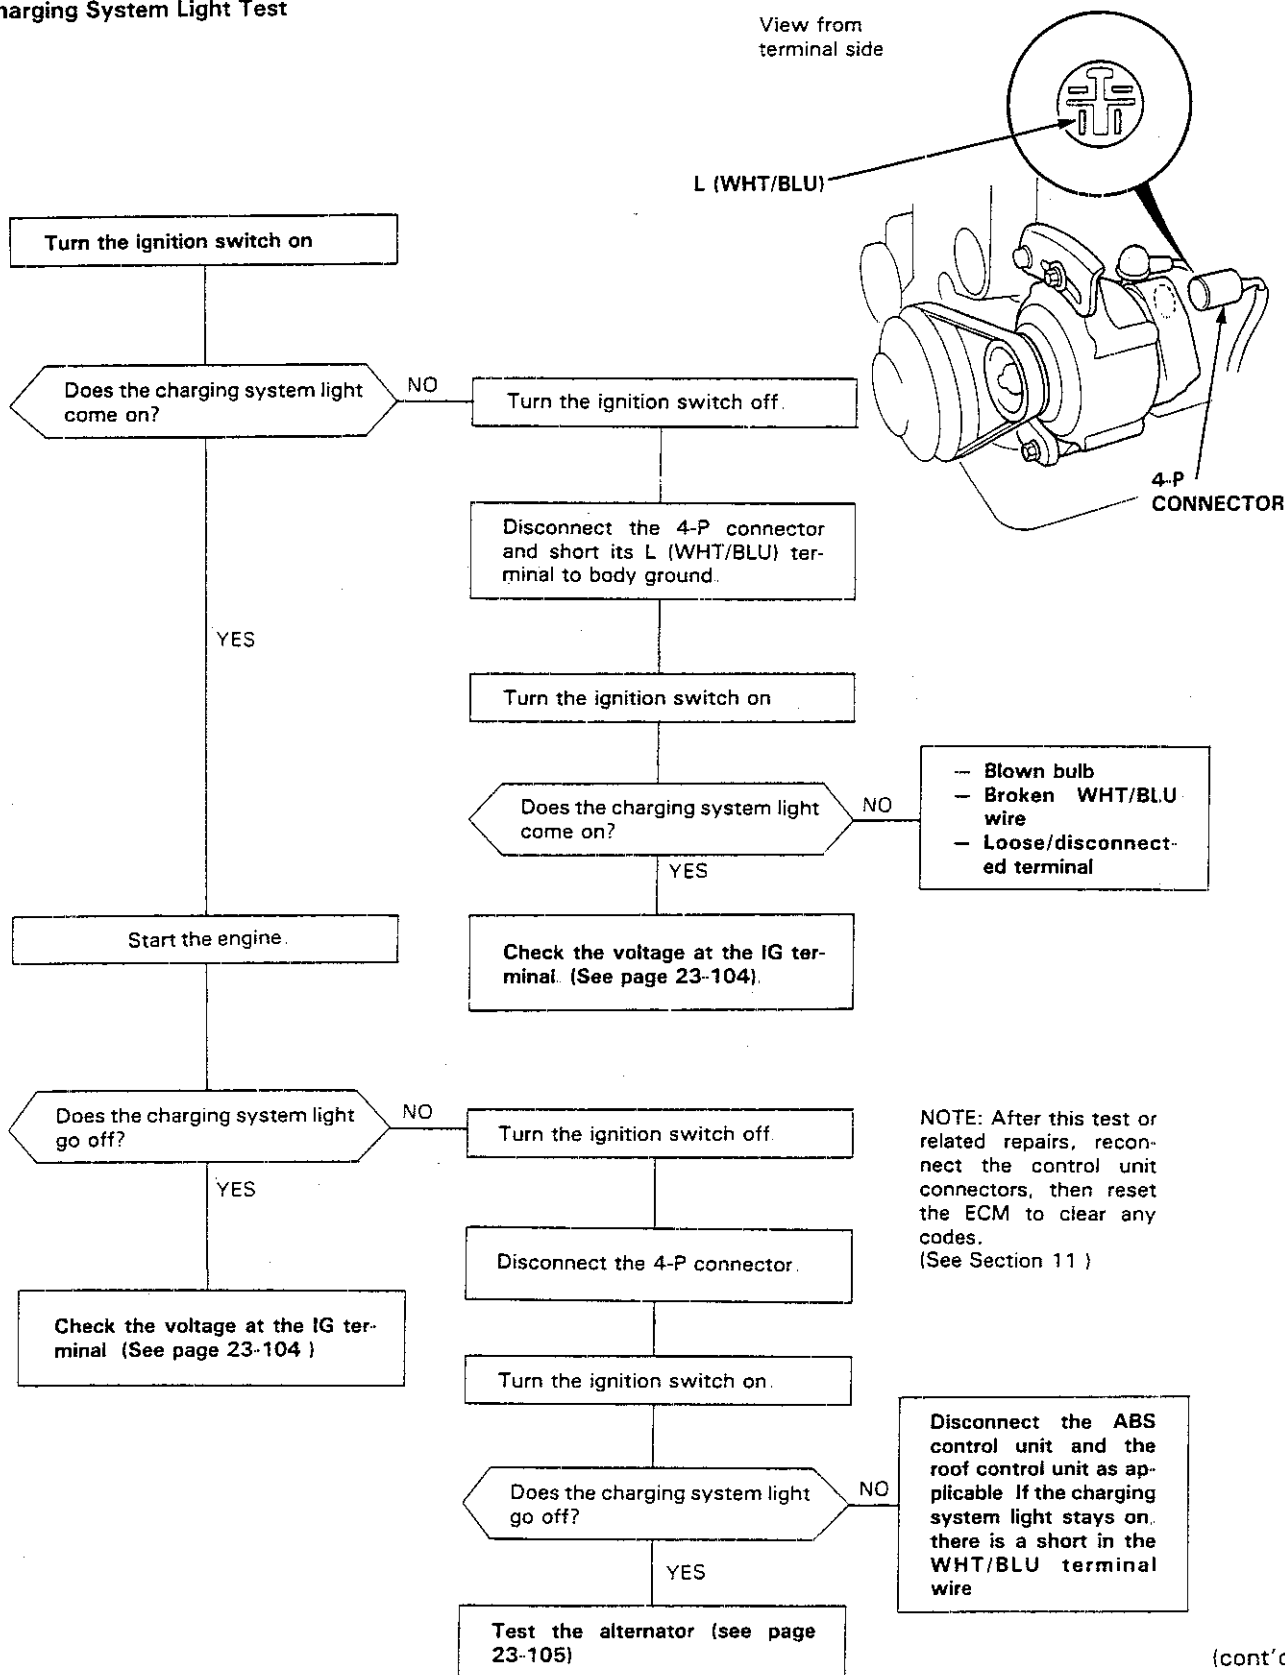 harging System Light Test
View from
terminal side
L (WHT/BLU)
4-P
CONNECTOR
Turn the ignition switch on
Does the charging system light
come on?
NO
Turn the ignition switch off.
Disconnect the 4-P connector
and short its L (WHT/BLU) ter-
minal to body ground.
YES
Turn the ignition switch on
Does the charging system light
come on?
NO
— Blown bulb
— Broken WHT/BLU
wire
— Loose/disconnect-
ed terminal
YES
Start the engine.
Check the voltage at the IG ter-
minal. (See page 23-104).
Does the charging system light
go off?
NO
Turn the ignition switch off.
NOTE: After this test or
related repairs, recon-
nect the control unit
connectors, then reset
the ECM to clear any
codes.
(See Section 11 )
YES
Disconnect the 4-P connector.
Check the voltage at the IG ter-
minal (See page 23-104 )
Turn the ignition switch on.
Does the charging system light
go off?
NO
Disconnect the ABS
control unit and the
roof control unit as ap-
plicable If the charging
system light stays on,
there is a short in the
WHT/BLU terminal
wire
YES
Test the alternator (see page
23-105)
(cont'd